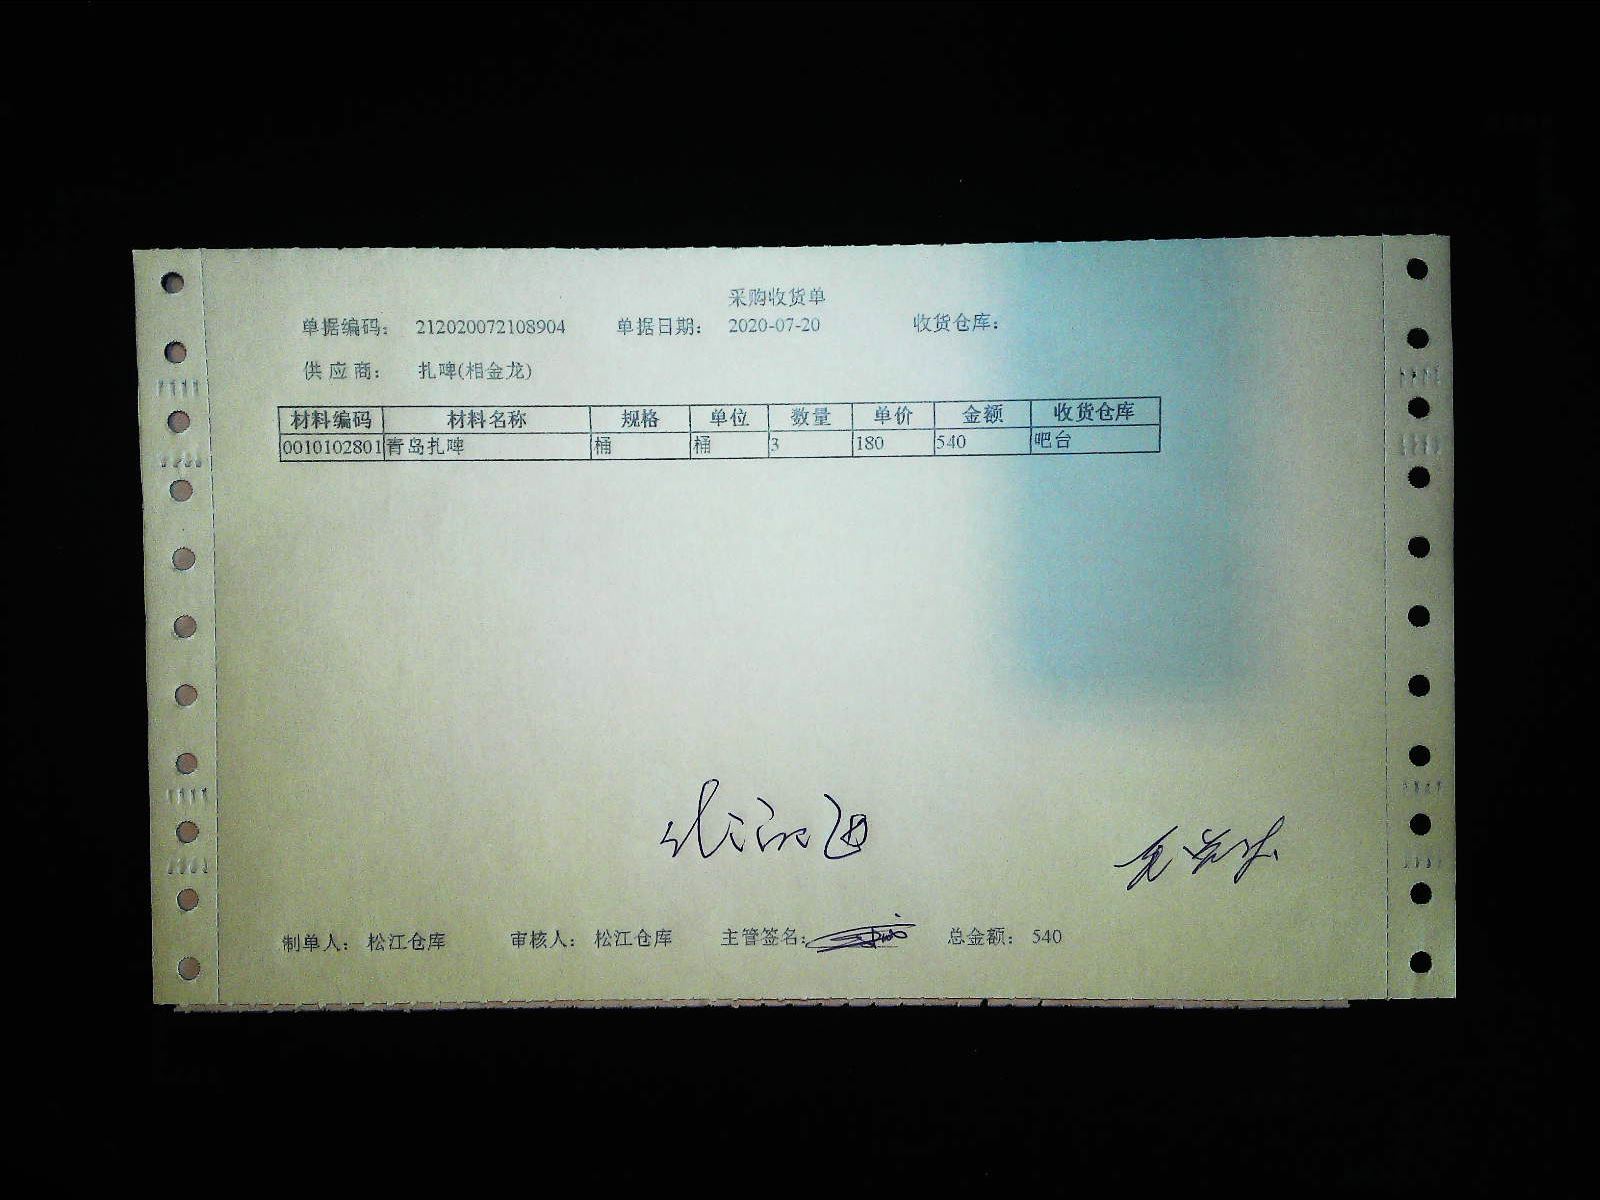 采购收货单
单据编码： 212020072108904 单据日期： 2020-07-20 收货仓库：
供 应 商： 扎啤(相金龙)
材料编码 材料名称 规格 单位 数量 单价 金额 收货仓库
0010102801 青岛扎啤 桶 桶 3 180 540 吧台
制单人： 松江仓库 审核人： 松江仓库 主管签名： 总金额： 540